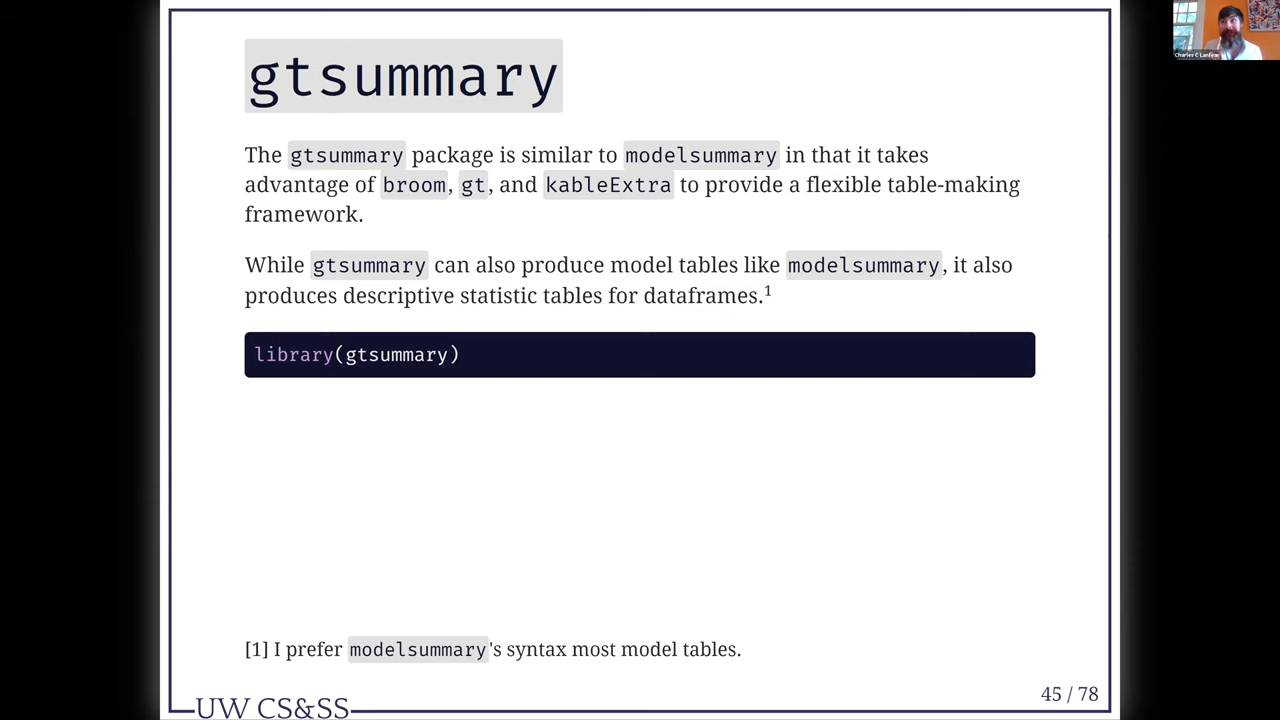 gtsummary
The gtsummary package is similar to modelsummary in that it takes
advantage of broom, gt, and kableExtra to provide a flexible table-making
framework.
While gtsummary can also produce model tables like modelsummary, it also
produces descriptive statistic tables for dataframes.1
library(gtsummary)
[1] I prefer modelsummary's syntax most model tables.
45 / 78
UW CS&SS
Charles C Lanfear